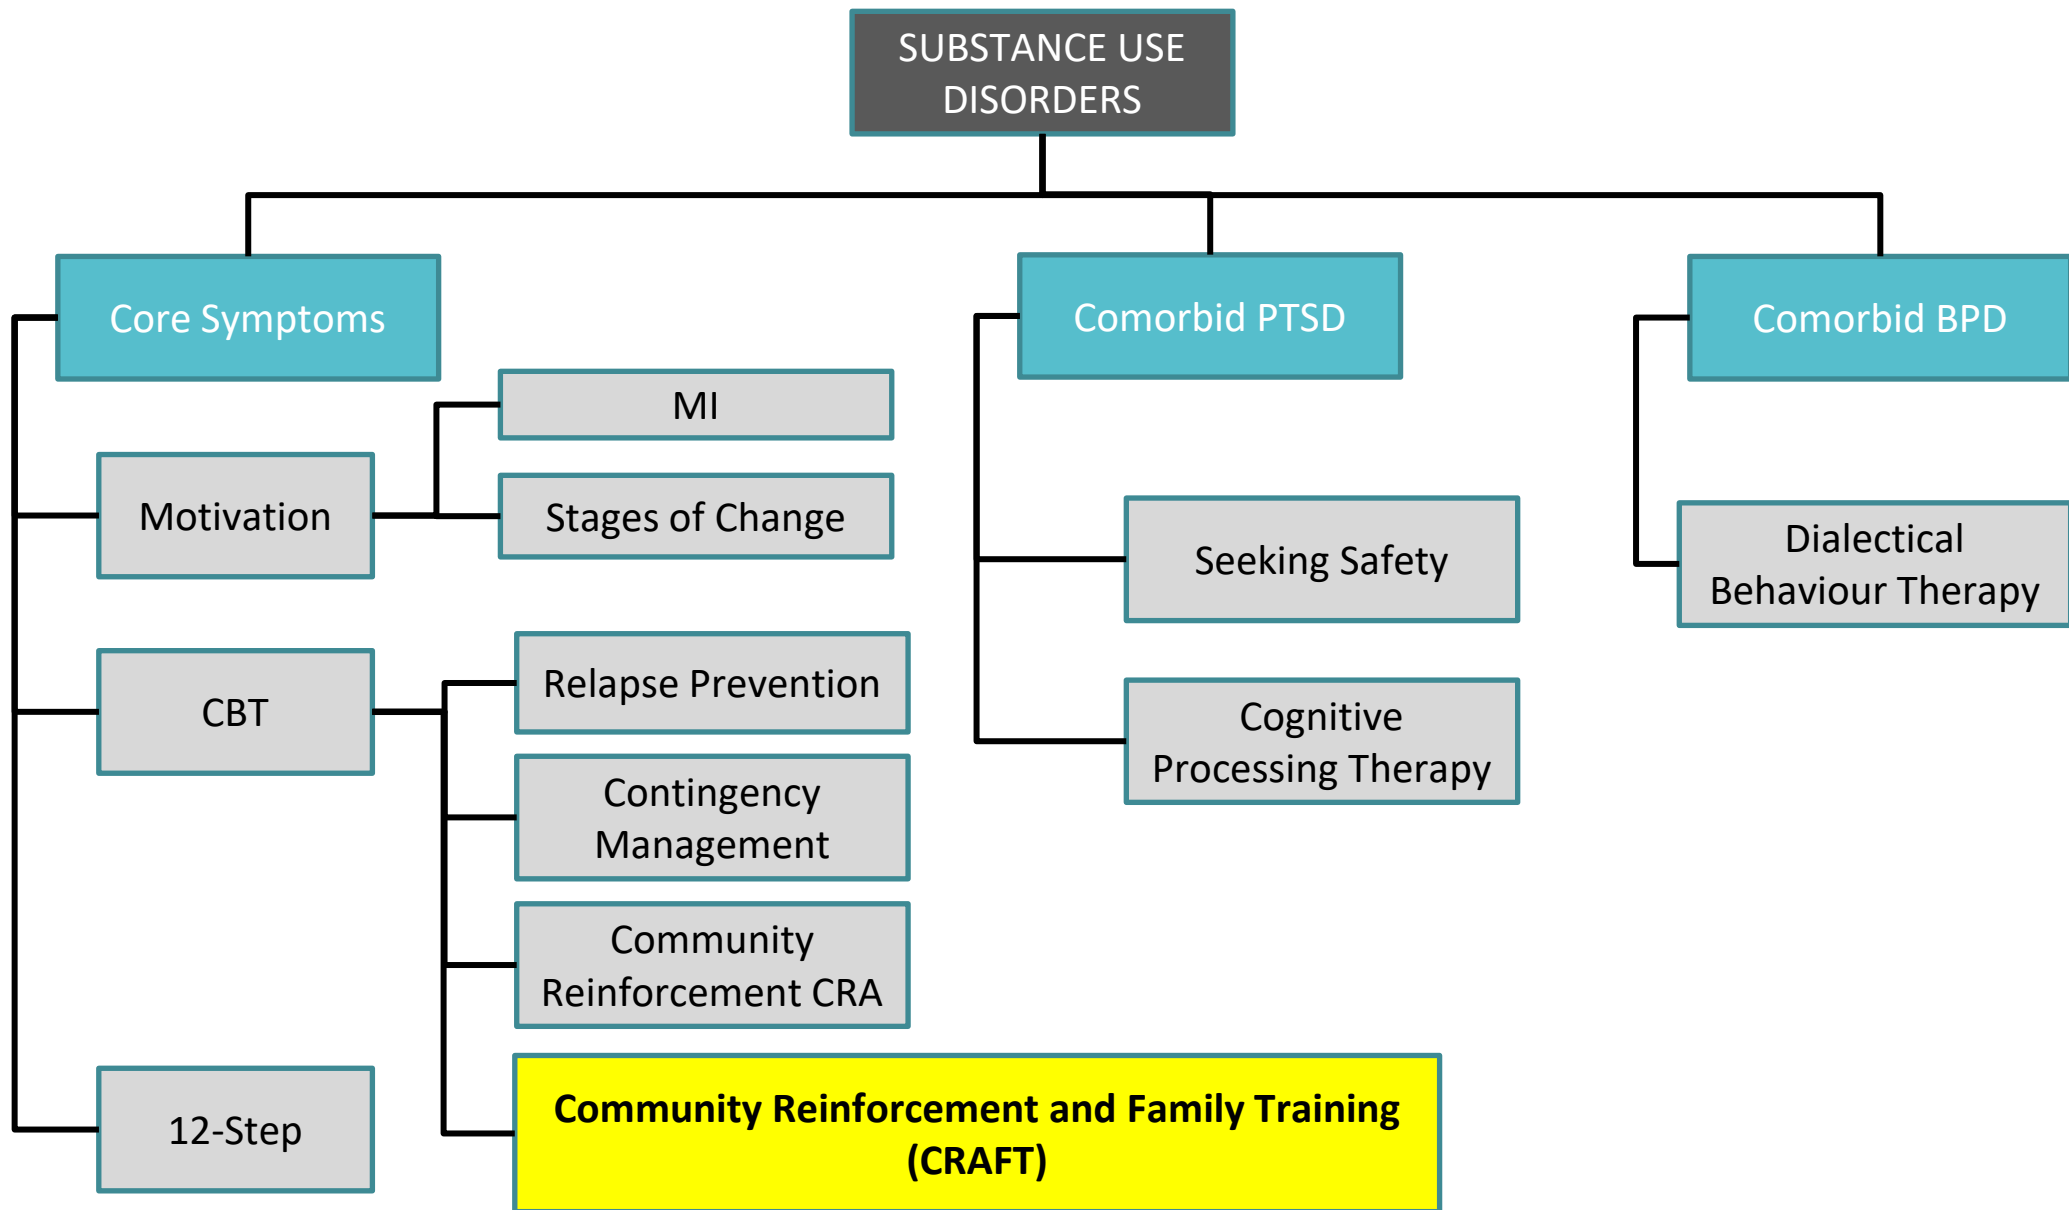 SUBSTANCE USE
DISORDERS
Core Symptoms
Comorbid PTSD
Comorbid BPD
MI
Motivation
Stages of Change
Seeking Safety
Dialectical
Behaviour Therapy
CBT
Relapse Prevention
Cognitive
Processing Therapy
Contingency
Management
Community
Reinforcement CRA
12-Step
Community Reinforcement and Family Training
(CRAFT)